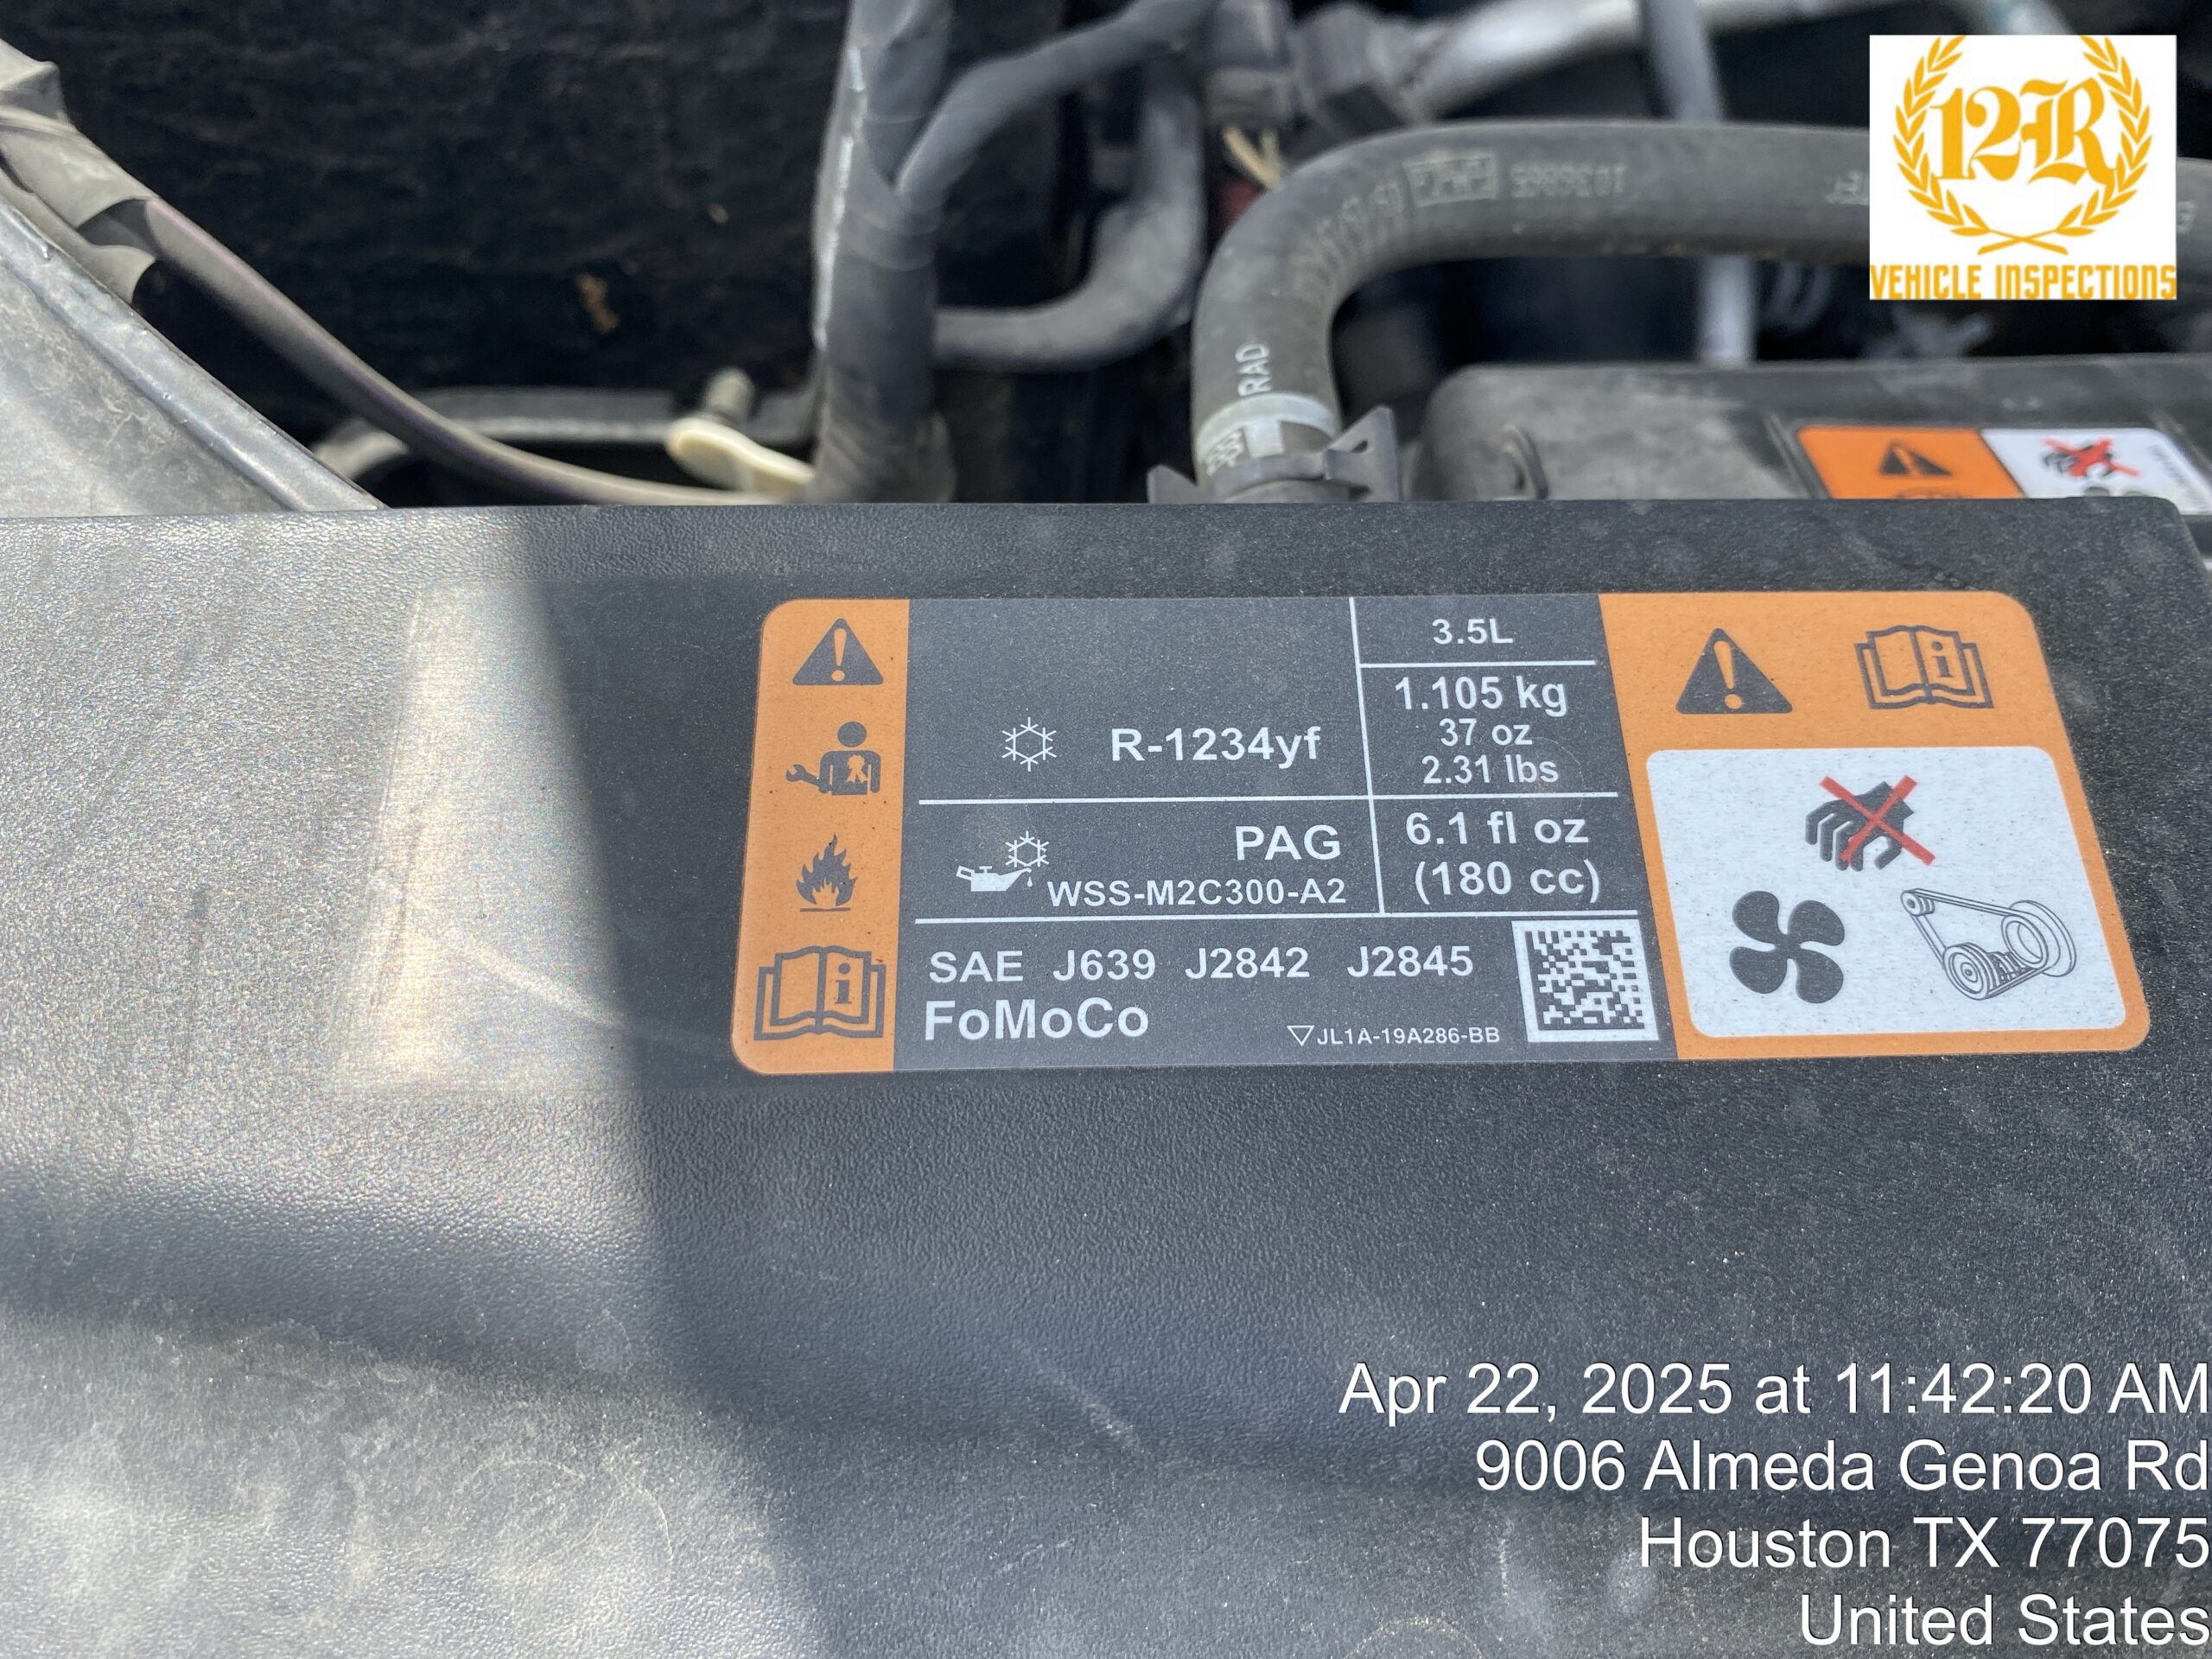 12R
VEHICLE INSPECTIONS
RAD
3.5L
R-1234yf
1.105 kg
37 oz
2.31 lbs
PAG
WSS-M2C300-A2
6.1 fl oz
(180 cc)
SAE J639 J2842 J2845
FoMoCo
JL1A-19A286-BB
Apr 22, 2025 at 11:42:20 AM
9006 Almeda Genoa Rd
Houston TX 77075
United States